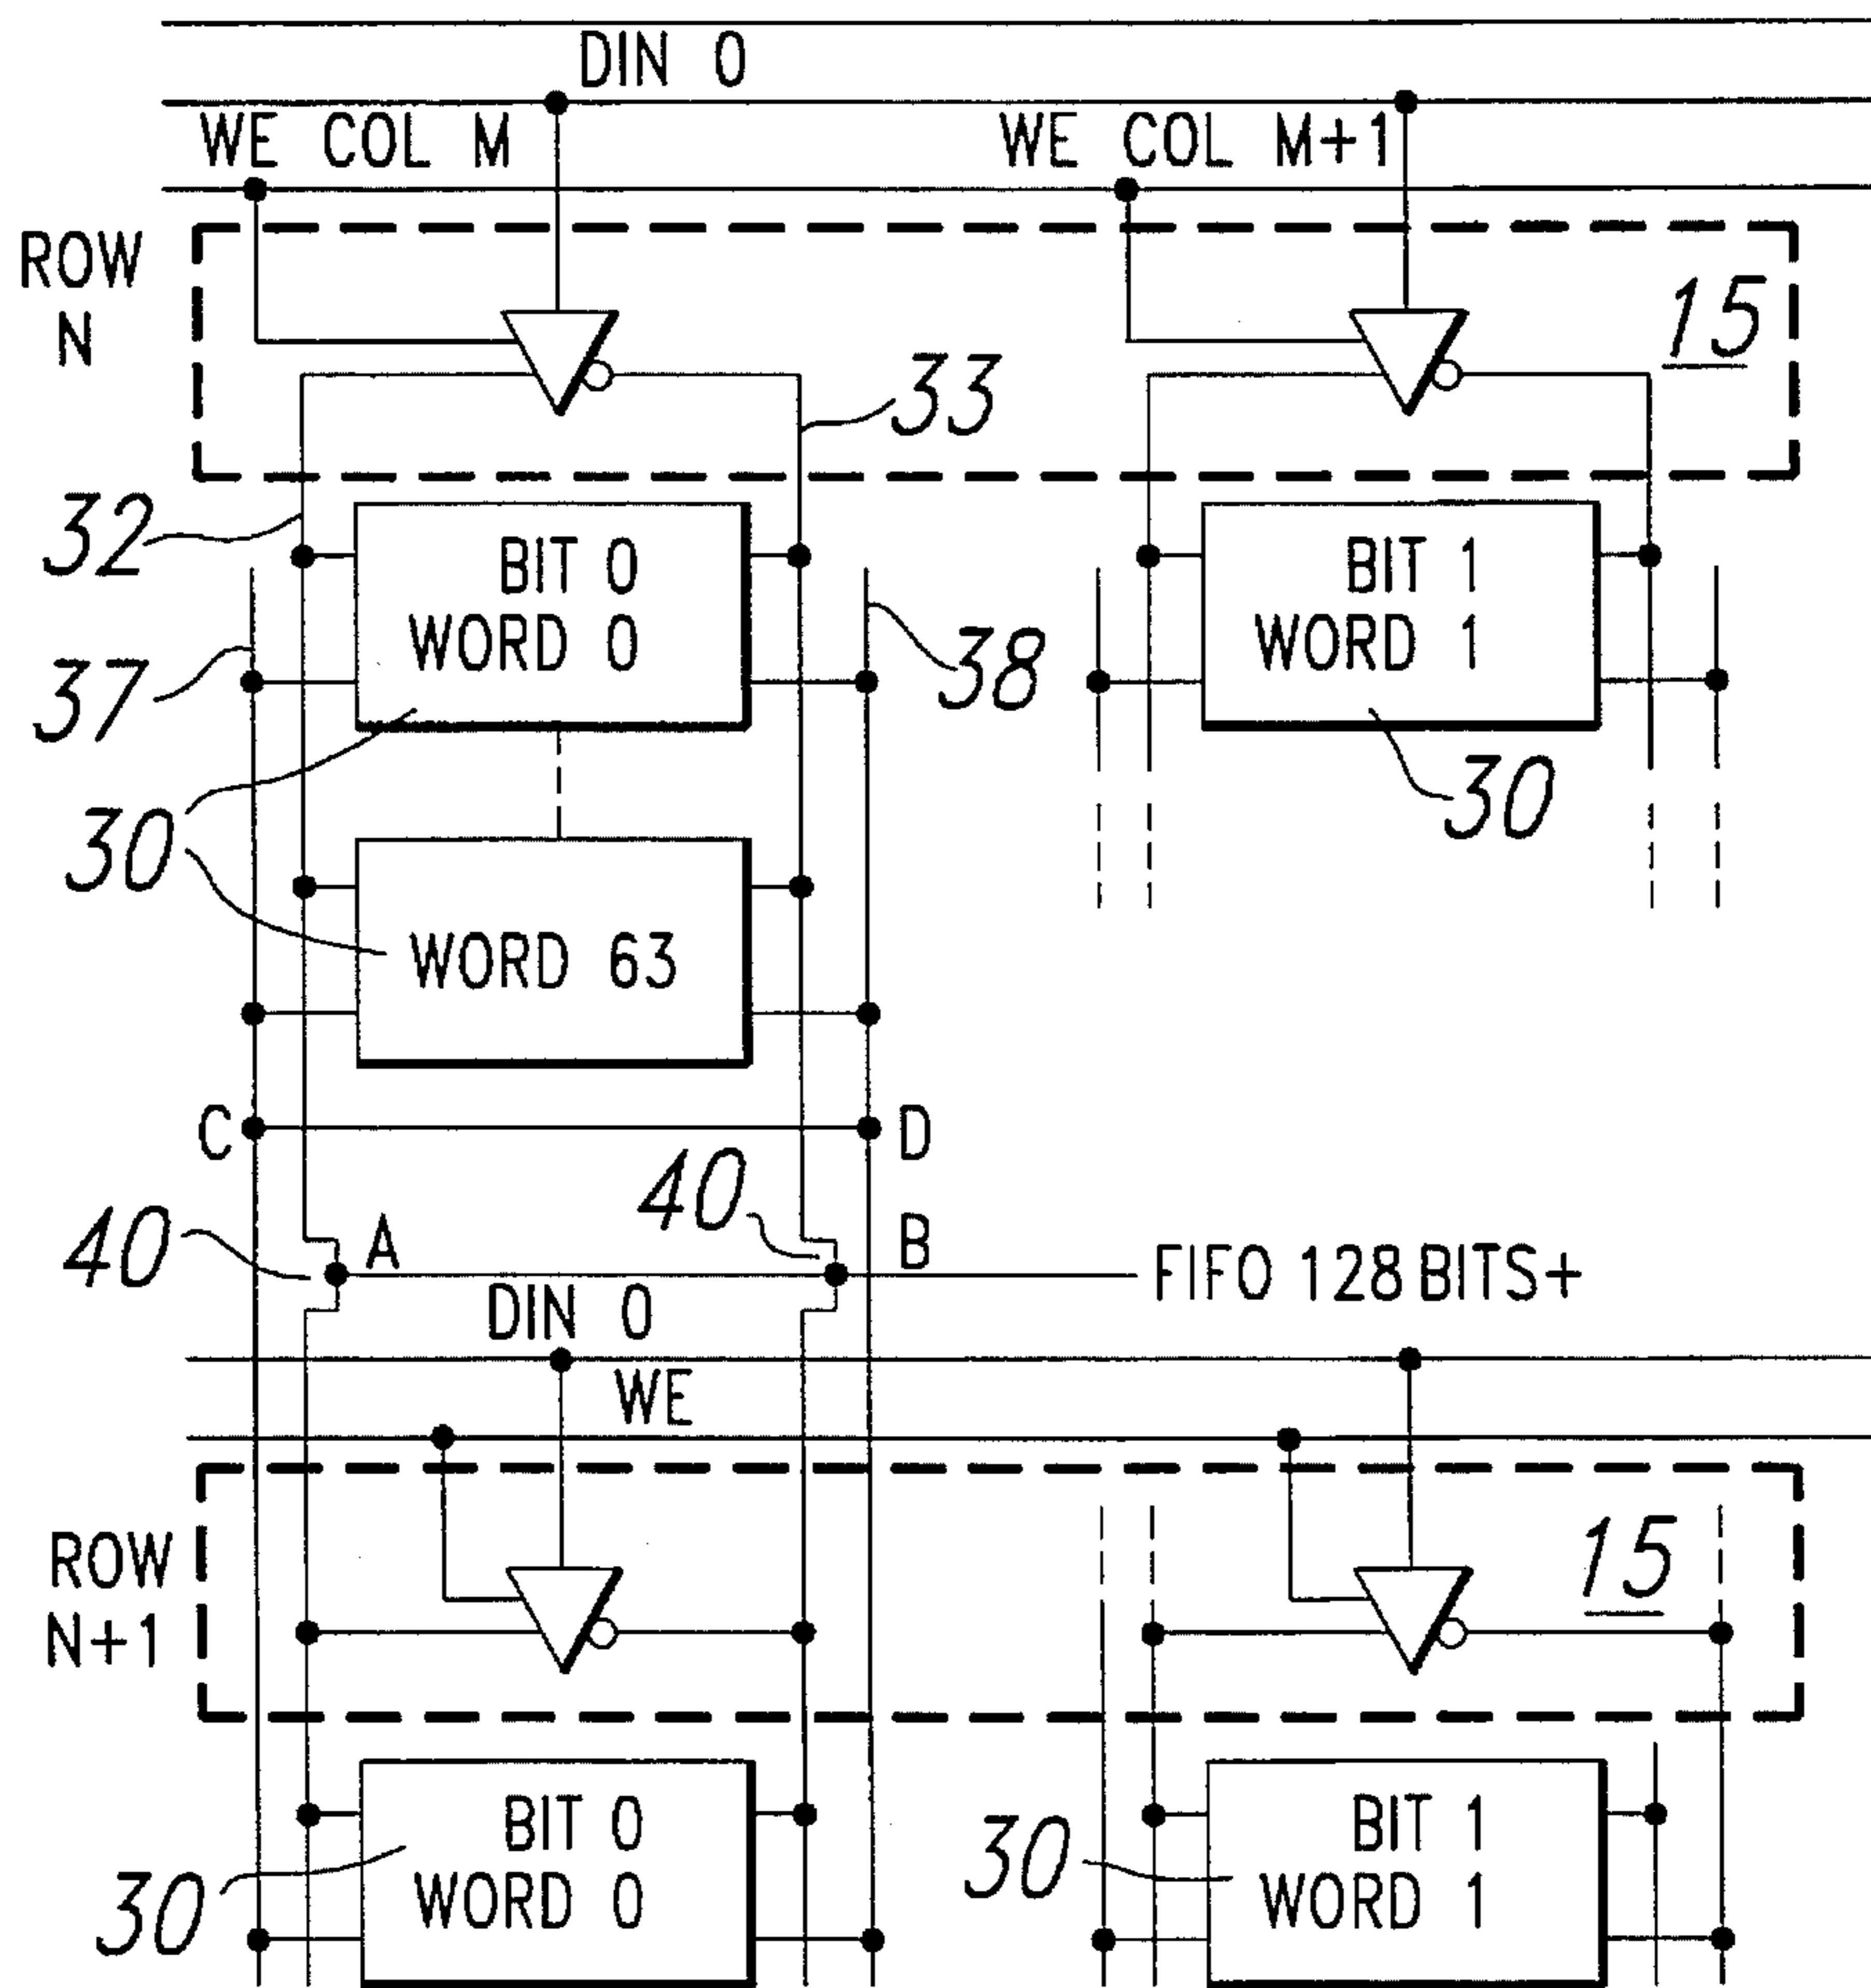 DIN 0
WE COL M WE COL M+1
ROW
N
15
33
32
BIT 0
WORD 0
BIT 1
WORD 1
37
38
30
30
WORD 63
C D
40 A 40 B FIFO 128 BITS+
DIN 0
WE
ROW
N+1
15
BIT 0
WORD 0
BIT 1
WORD 1
30
30